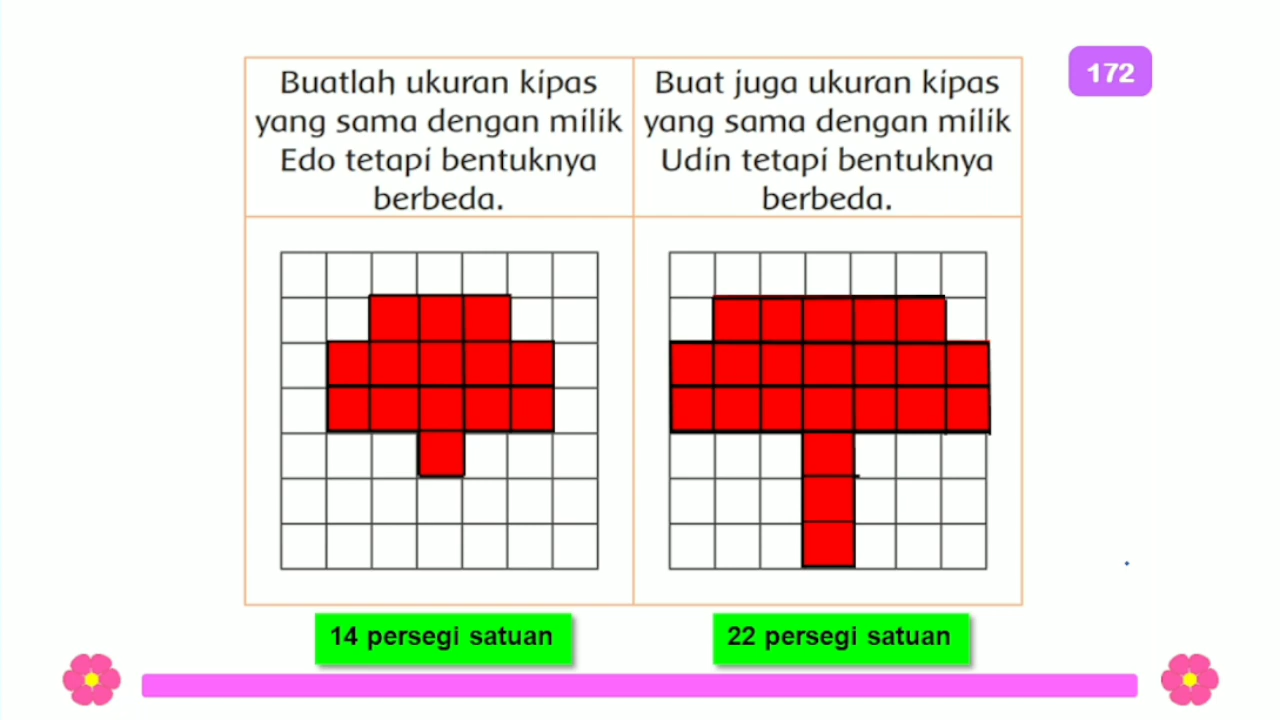 172
Buatlah ukuran kipas
yang sama dengan milik
Edo tetapi bentuknya
berbeda.
Buat juga ukuran kipas
yang sama dengan milik
Udin tetapi bentuknya
berbeda.
14 persegi satuan
22 persegi satuan